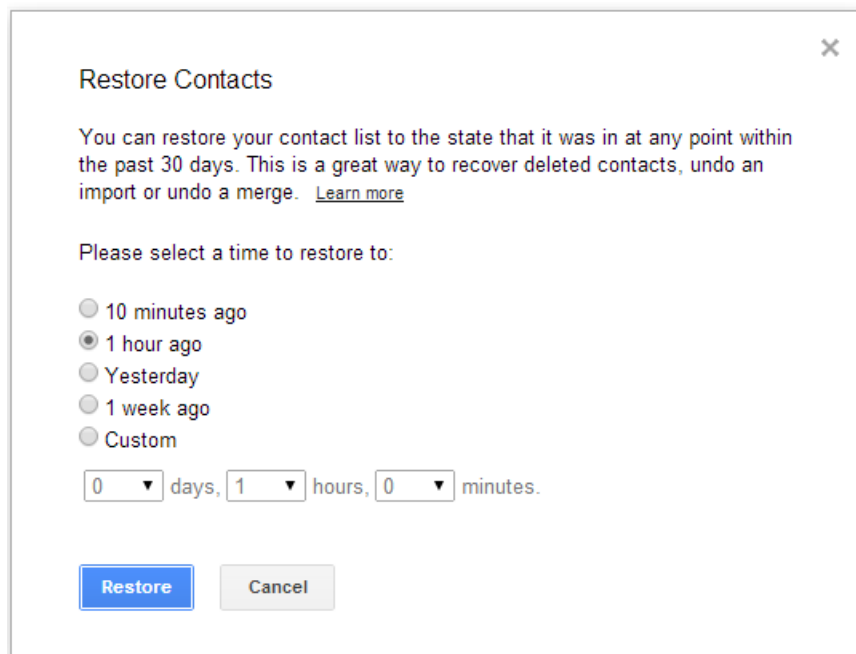 Restore Contacts
You can restore your contact list to the state that it was in at any point within
the past 30 days. This is a great way to recover deleted contacts, undo an
import or undo a merge. Learn more
Please select a time to restore to:
10 minutes ago
1 hour ago
Yesterday
1 week ago
Custom
0 days, 1 hours, 0 minutes.
Restore Cancel